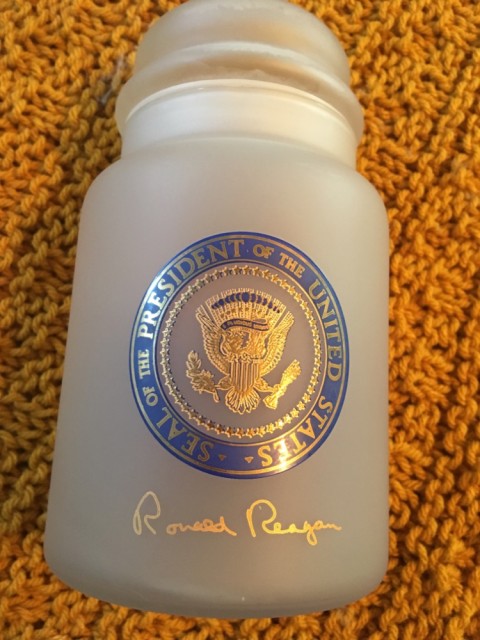 SEAL OF THE PRESIDENT OF THE UNITED STATES
Ronald Reagan